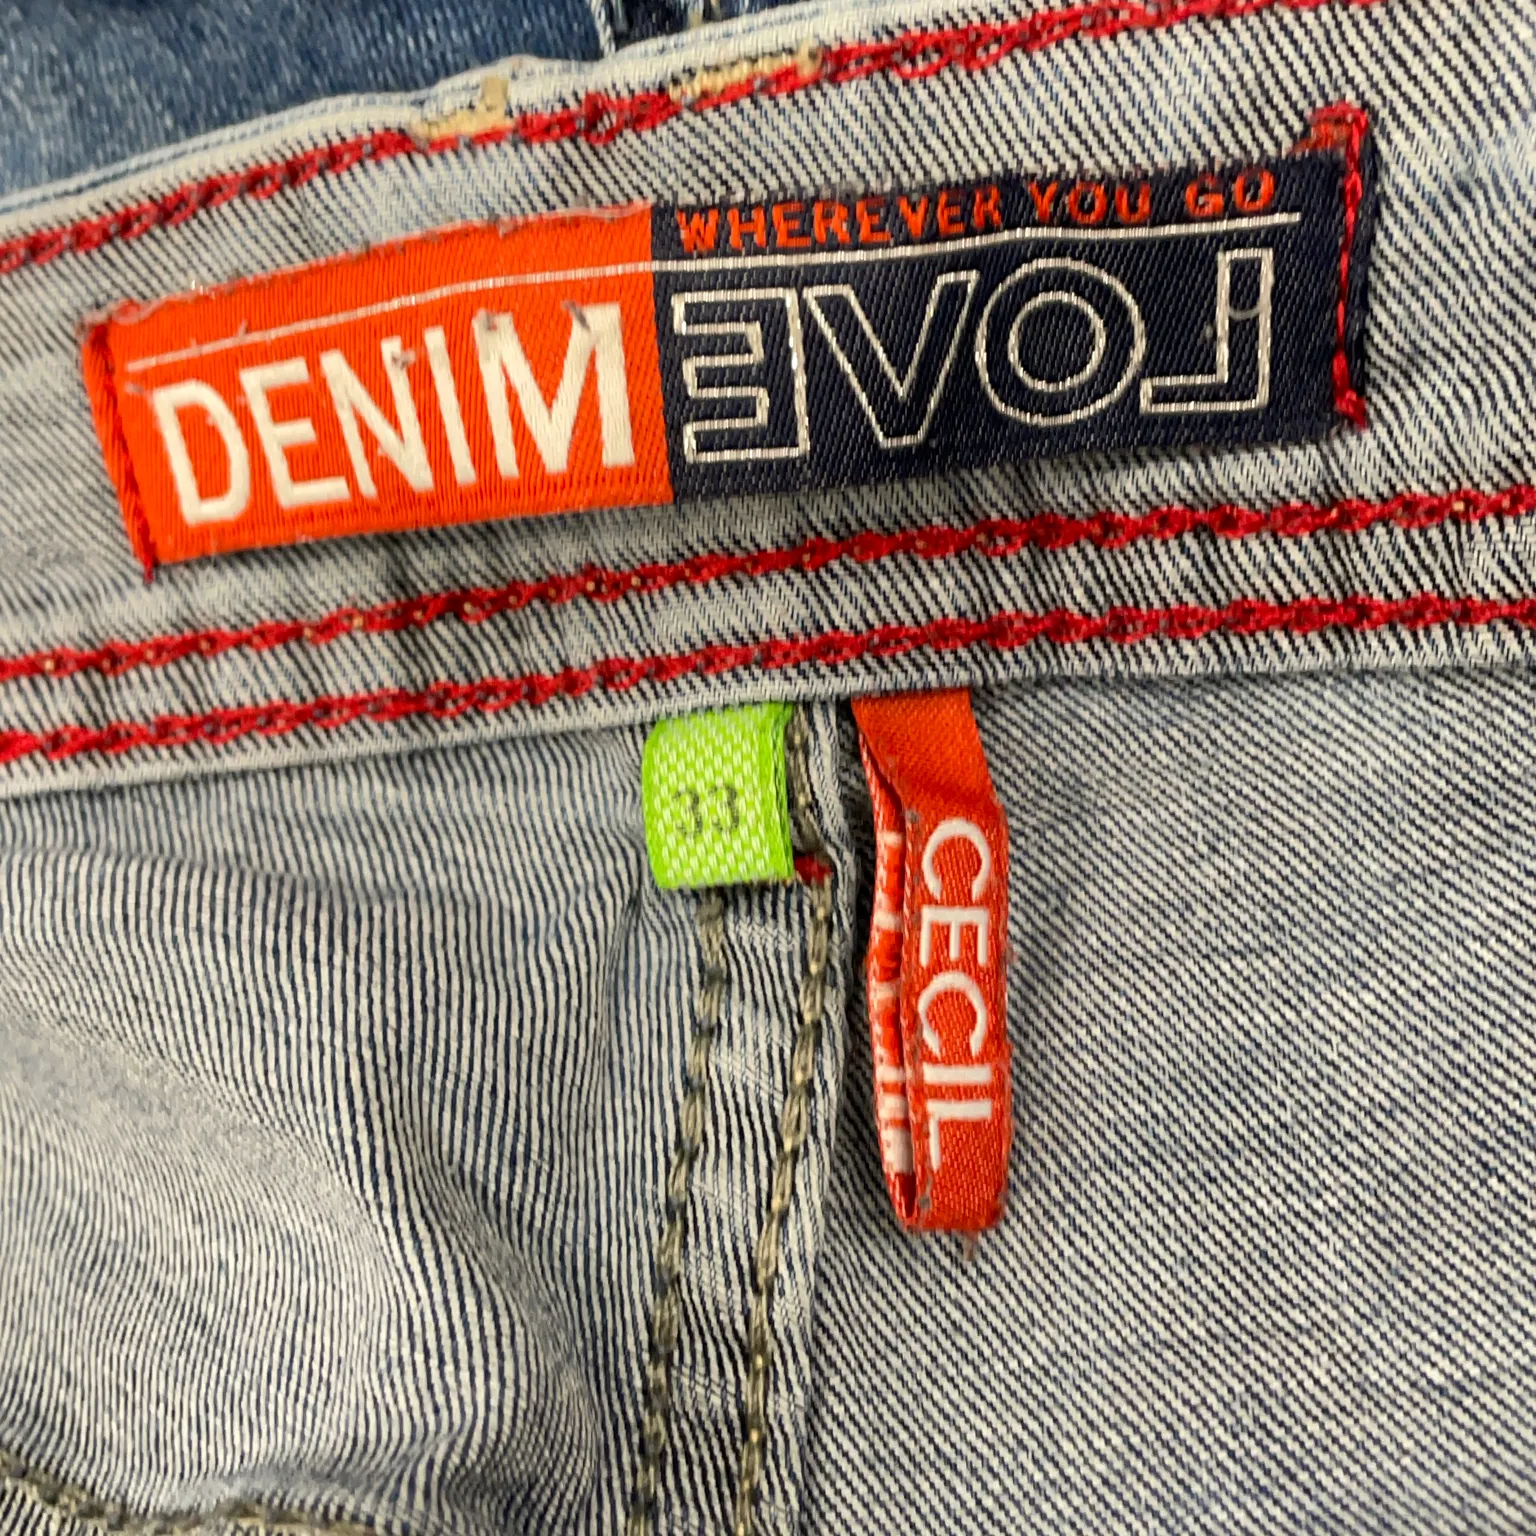 WHEREVER YOU GO
DENIM LOVE
33
CECIL